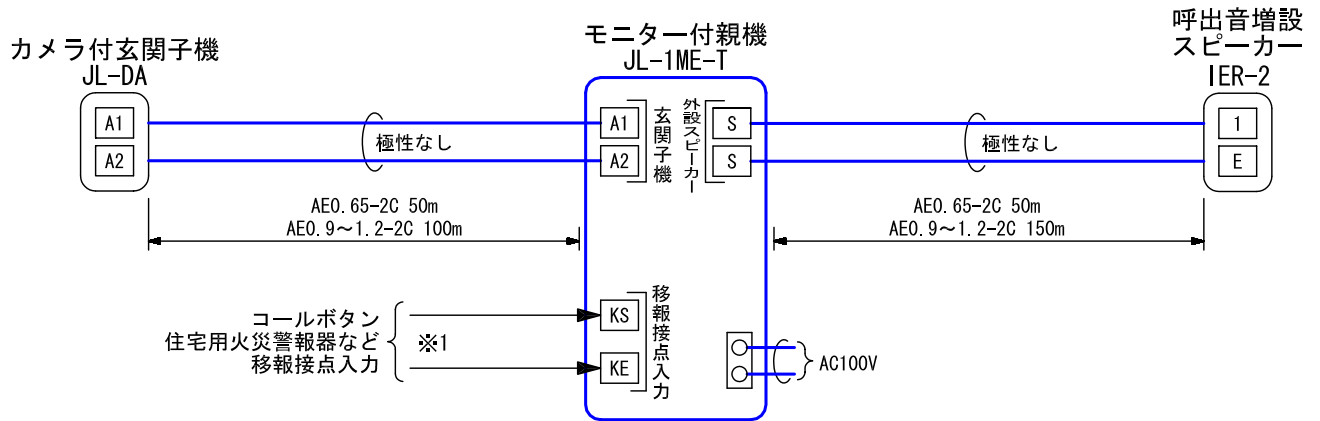 カメラ付玄関子機
JL-DA
A1
A2
極性なし
AE0.65-2C 50m
AE0.9～1.2-2C 100m
モニター付親機
JL-1ME-T
A1
A2
玄関子機
外設スピーカー
S
S
極性なし
AE0.65-2C 50m
AE0.9～1.2-2C 150m
呼出音増設
スピーカー
IER-2
1
E
コールボタン
住宅用火災警報器など
移報接点入力
※1
KS
KE
移報接点入力
AC100V